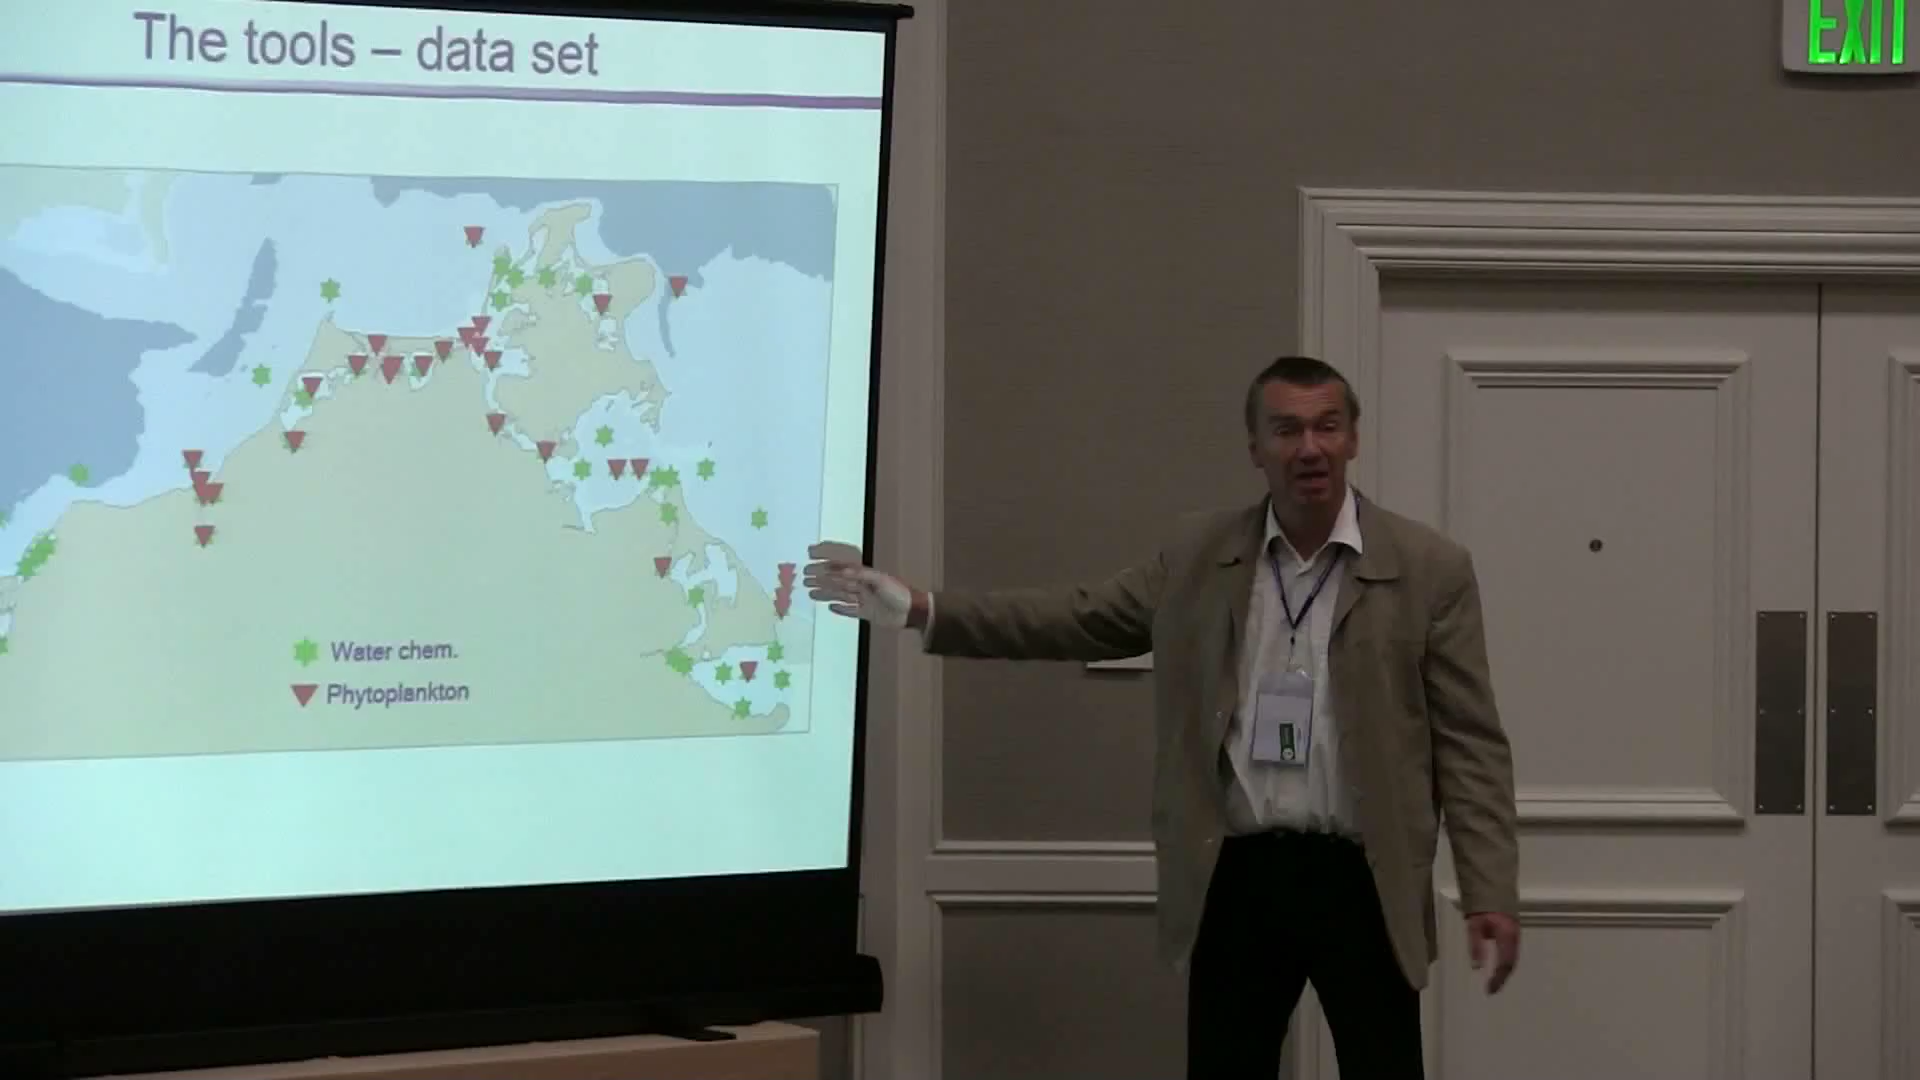 The tools – data set
EXIT
Water chem.
Phytoplankton